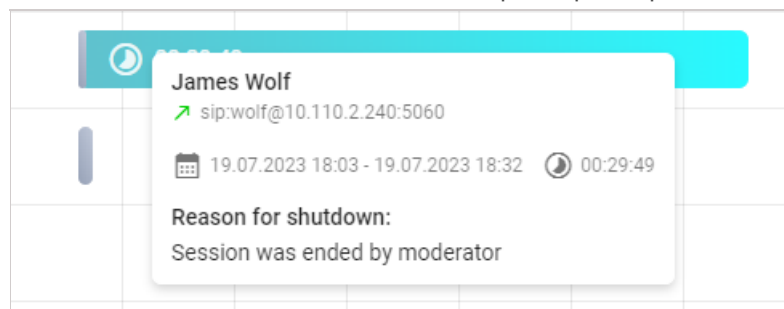 James Wolf
sip:wolf@10.110.2.240:5060
19.07.2023 18:03 - 19.07.2023 18:32 00:29:49
Reason for shutdown:
Session was ended by moderator